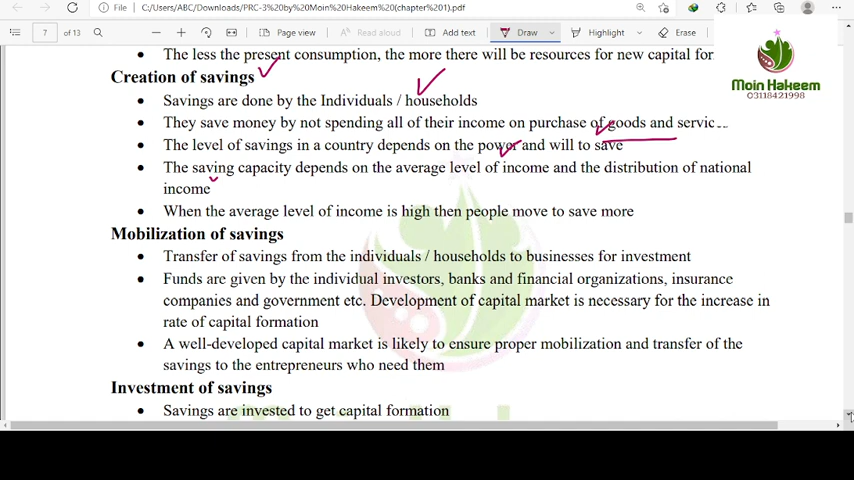 File | C:/Users/ABC/Downloads/PRC-3%20by%20Moin%20Hakeem%20(chapter%201).pdf
7 of 13 Page view Read aloud Add text Draw Highlight Erase
• The less the present consumption, the more there will be resources for new capital for
Creation of savings
• Savings are done by the Individuals / households
• They save money by not spending all of their income on purchase of goods and servic
• The level of savings in a country depends on the power and will to save
• The saving capacity depends on the average level of income and the distribution of national
income
• When the average level of income is high then people move to save more
Mobilization of savings
• Transfer of savings from the individuals / households to businesses for investment
• Funds are given by the individual investors, banks and financial organizations, insurance
companies and government etc. Development of capital market is necessary for the increase in
rate of capital formation
• A well-developed capital market is likely to ensure proper mobilization and transfer of the
savings to the entrepreneurs who need them
Investment of savings
• Savings are invested to get capital formation
Moin Hakeem
03118421998